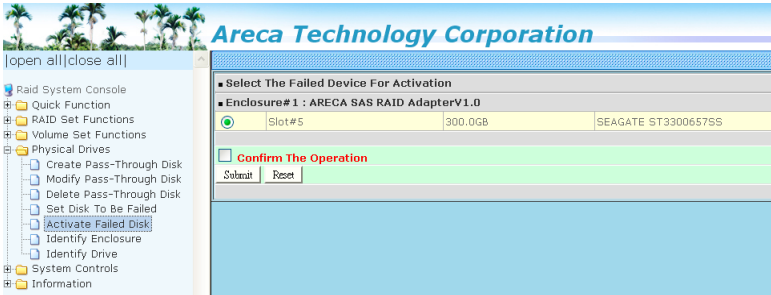 Areca Technology Corporation
|open all|close all|
Raid System Console
Quick Function
RAID Set Functions
Volume Set Functions
Physical Drives
Create Pass-Through Disk
Modify Pass-Through Disk
Delete Pass-Through Disk
Set Disk To Be Failed
Activate Failed Disk
Identify Enclosure
Identify Drive
System Controls
Information
Select The Failed Device For Activation
Enclosure#1 : ARECA SAS RAID AdapterV1.0
Slot#5 300.0GB SEAGATE ST3300657SS
Confirm The Operation
Submit Reset